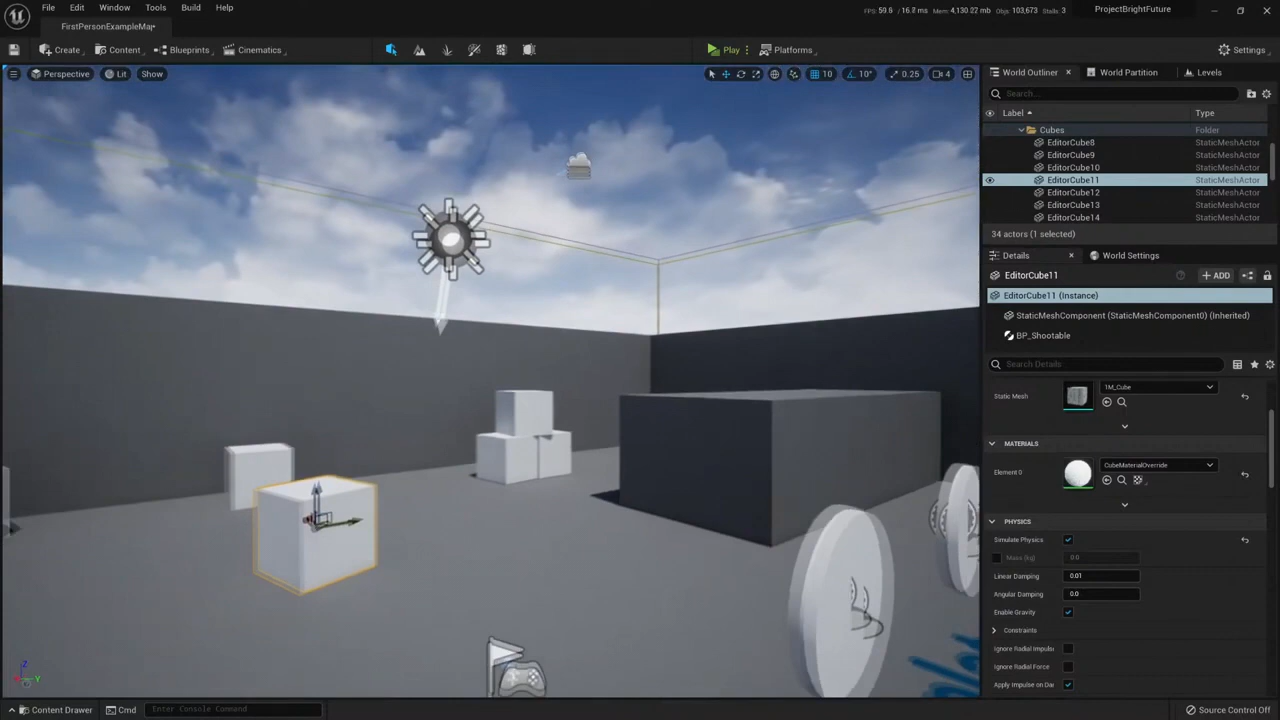 File Edit Window Tools Build Help
FPS: 59.5 / 16.2 ms Mem: 4,130.22 mb Objs: 103,673 Stalls: 3
ProjectBrightFuture
FirstPersonExampleMap
Create Content Blueprints Cinematics Play Platforms Settings
Perspective Lit Show 10 10° 0.25 4
World Outliner World Partition Levels
Search...
Label Type
Cubes Folder
EditorCube8 StaticMeshActor
EditorCube9 StaticMeshActor
EditorCube10 StaticMeshActor
EditorCube11 StaticMeshActor
EditorCube12 StaticMeshActor
EditorCube13 StaticMeshActor
EditorCube14 StaticMeshActor
34 actors (1 selected)
Details World Settings
EditorCube11 + ADD
EditorCube11 (Instance)
StaticMeshComponent (StaticMeshComponent0) (Inherited)
BP_Shootable
Search Details
Static Mesh 1M_Cube
MATERIALS
Element 0 CubeMaterialOverride
PHYSICS
Simulate Physics
Mass (kg) 0.0
Linear Damping 0.01
Angular Damping 0.0
Enable Gravity
Constraints
Ignore Radial Impuls
Ignore Radial Force
Apply Impulse on Dar
Z
X Y
Content Drawer Cmd Enter Console Command Source Control Off